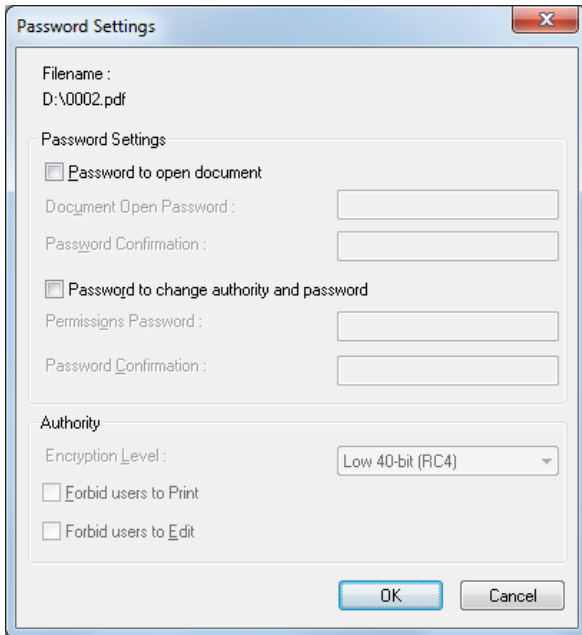 Password Settings
Filename :
D:\0002.pdf
Password Settings
Password to open document
Document Open Password :
Password Confirmation :
Password to change authority and password
Permissions Password :
Password Confirmation :
Authority
Encryption Level : Low 40-bit (RC4)
Forbid users to Print
Forbid users to Edit
OK Cancel